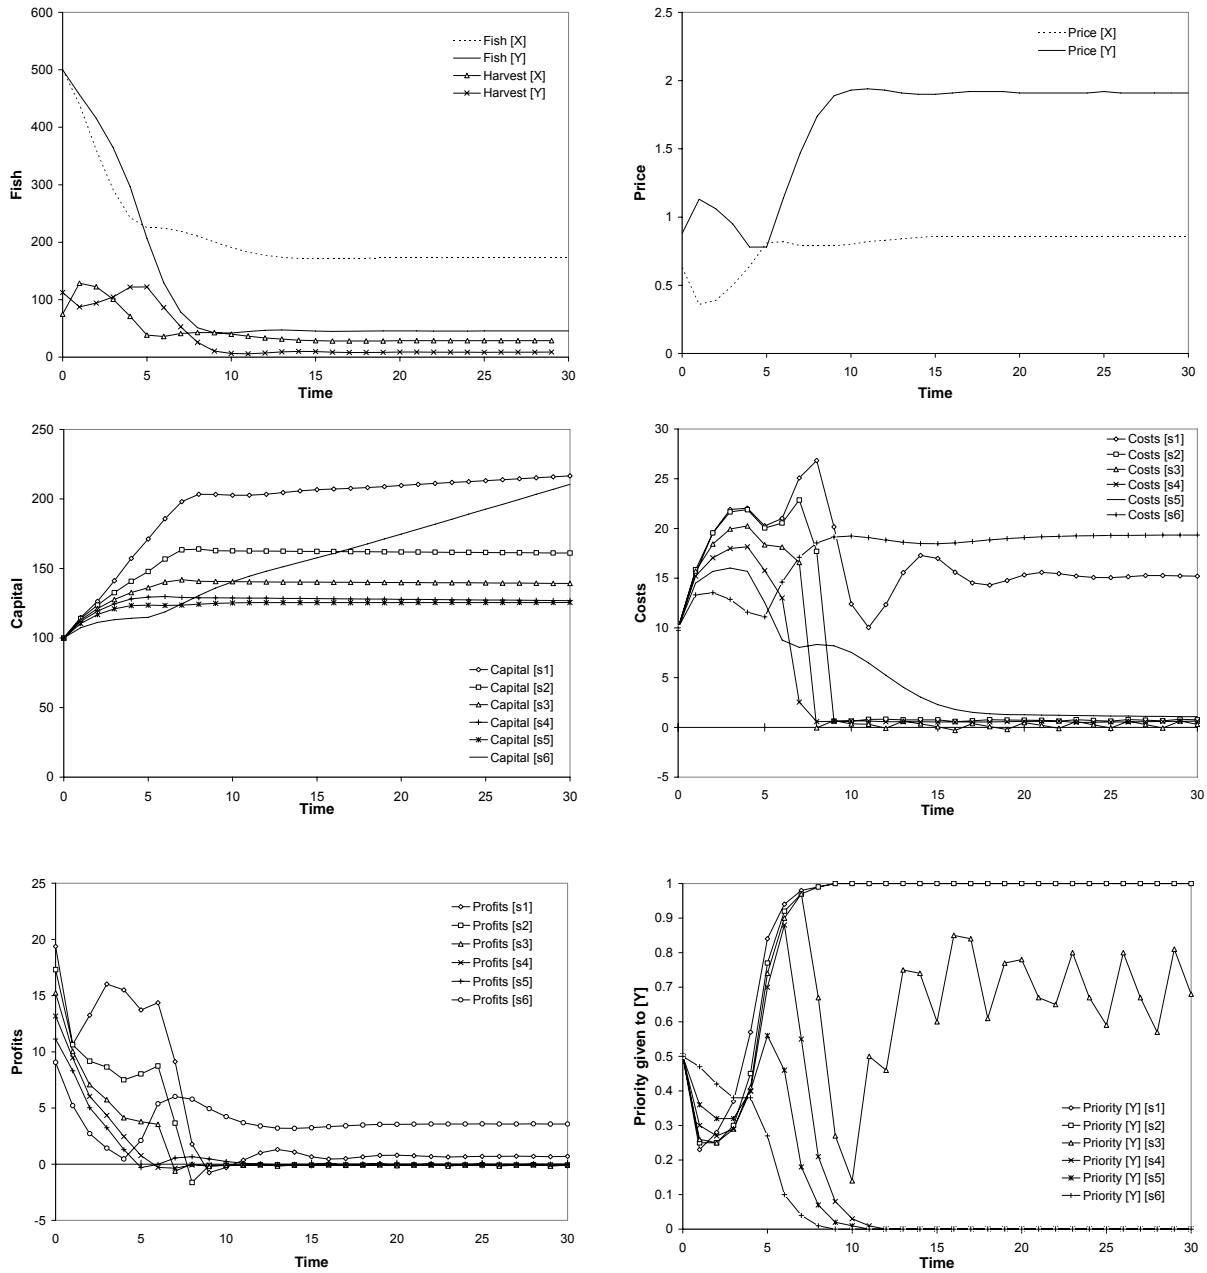 600
500
400
300
200
100
0
0 5 10 15 20 25 30
Fish
Time
Fish [X]
Fish [Y]
Harvest [X]
Harvest [Y]
2.5
2
1.5
1
0.5
0
0 5 10 15 20 25 30
Price
Time
Price [X]
Price [Y]
250
200
150
100
50
0
0 5 10 15 20 25 30
Capital
Time
Capital [s1]
Capital [s2]
Capital [s3]
Capital [s4]
Capital [s5]
Capital [s6]
30
25
20
15
10
5
0
-5
0 5 10 15 20 25 30
Costs
Time
Costs [s1]
Costs [s2]
Costs [s3]
Costs [s4]
Costs [s5]
Costs [s6]
25
20
15
10
5
0
-5
0 5 10 15 20 25 30
Profits
Time
Profits [s1]
Profits [s2]
Profits [s3]
Profits [s4]
Profits [s5]
Profits [s6]
1
0.9
0.8
0.7
0.6
0.5
0.4
0.3
0.2
0.1
0
0 5 10 15 20 25 30
Priority given to [Y]
Time
Priority [Y] [s1]
Priority [Y] [s2]
Priority [Y] [s3]
Priority [Y] [s4]
Priority [Y] [s5]
Priority [Y] [s6]